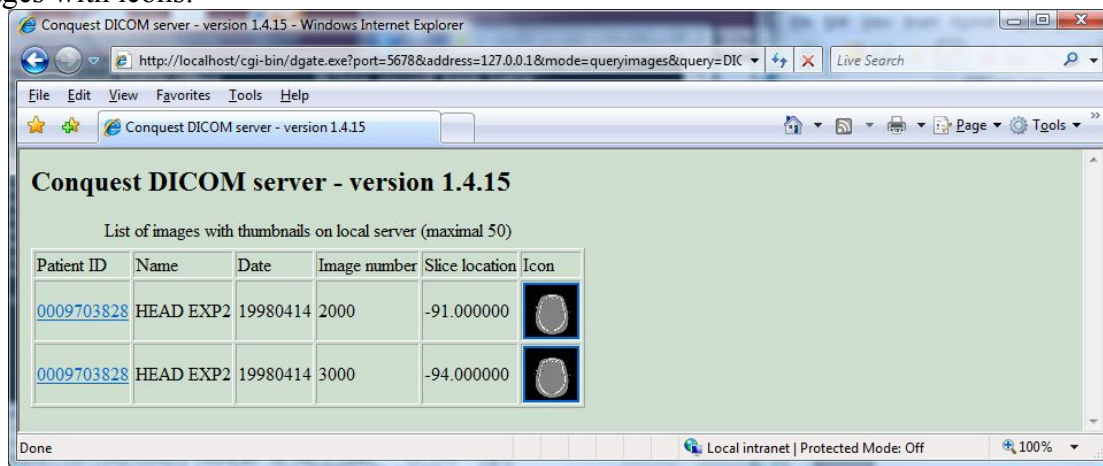 ges with icons.
Conquest DICOM server - version 1.4.15 - Windows Internet Explorer
http://localhost/cgi-bin/dgate.exe?port=5678&address=127.0.0.1&mode=queryimages&query=DIC
Live Search
File Edit View Favorites Tools Help
Conquest DICOM server - version 1.4.15
Page Tools
Conquest DICOM server - version 1.4.15
List of images with thumbnails on local server (maximal 50)
Patient ID Name Date Image number Slice location Icon
0009703828 HEAD EXP2 19980414 2000 -91.000000
0009703828 HEAD EXP2 19980414 3000 -94.000000
Done Local intranet | Protected Mode: Off 100%